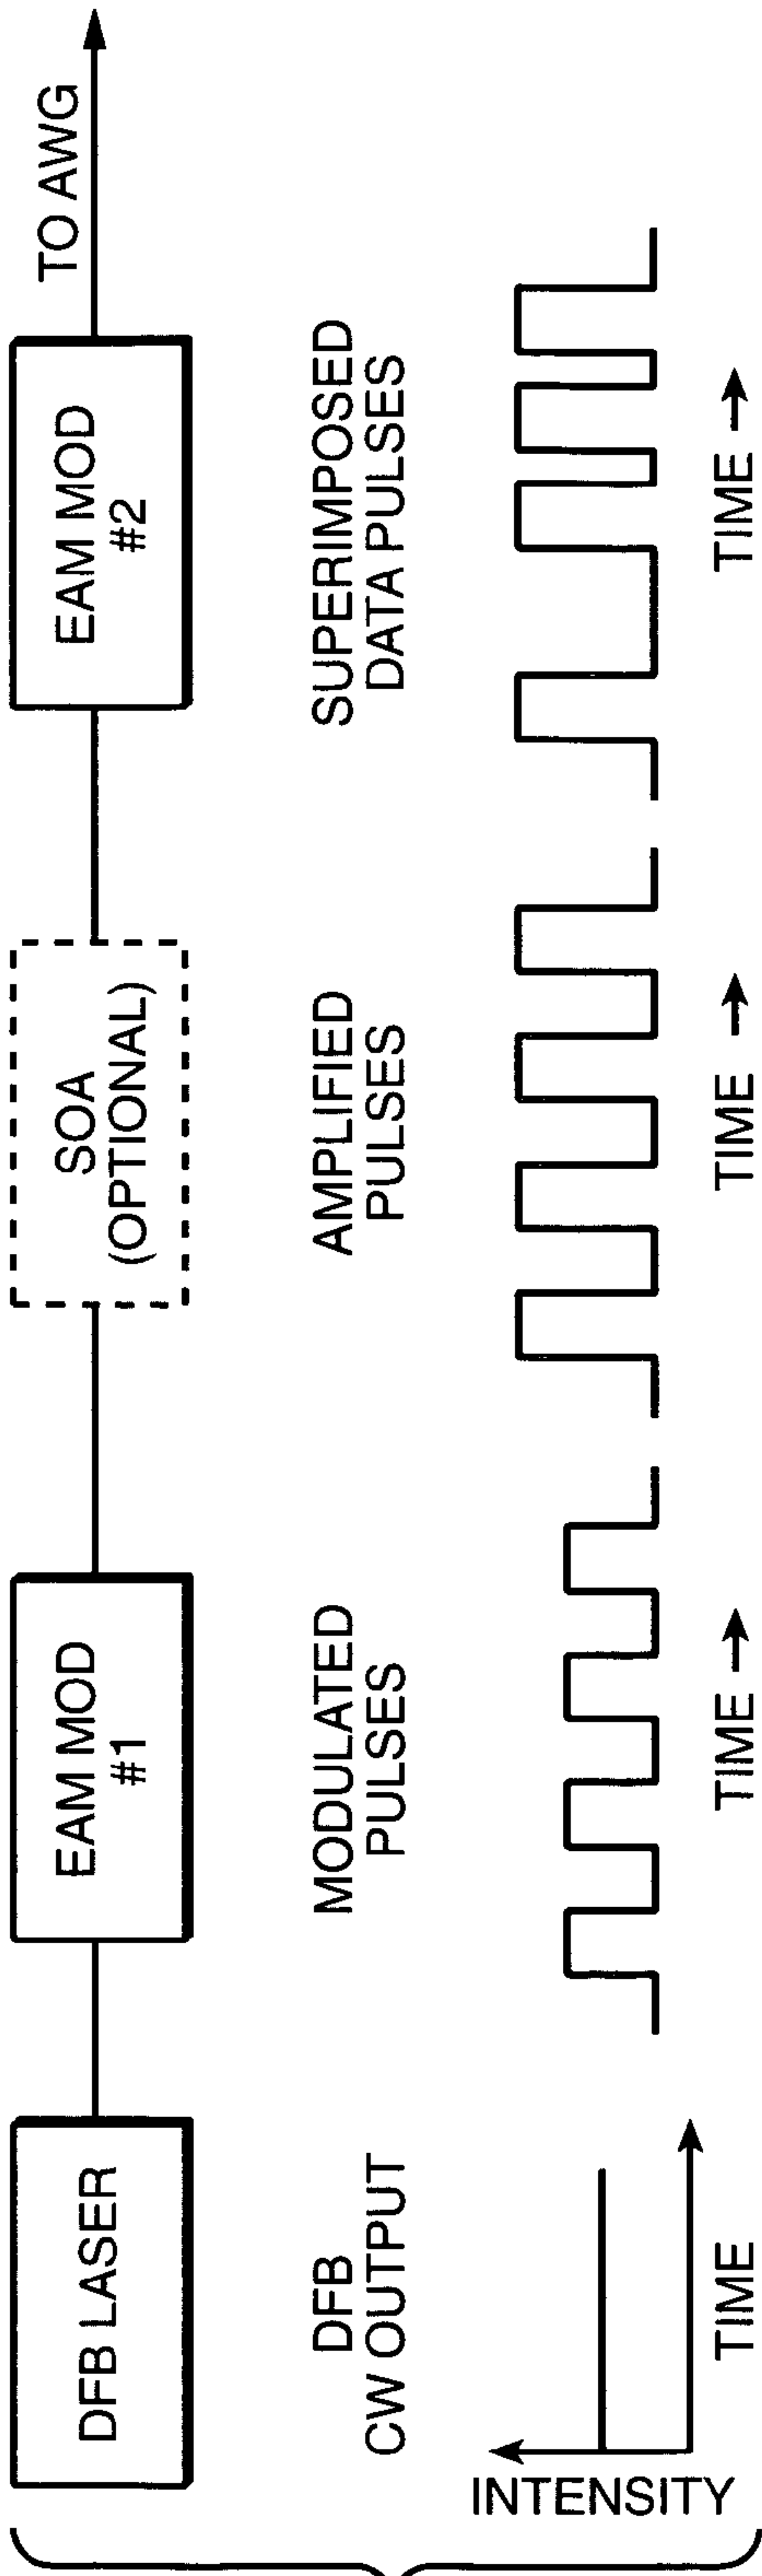 DFB LASER
EAM MOD
#1
SOA
(OPTIONAL)
EAM MOD
#2
TO AWG
DFB
CW OUTPUT
MODULATED
PULSES
AMPLIFIED
PULSES
SUPERIMPOSED
DATA PULSES
INTENSITY
TIME
TIME
TIME
TIME